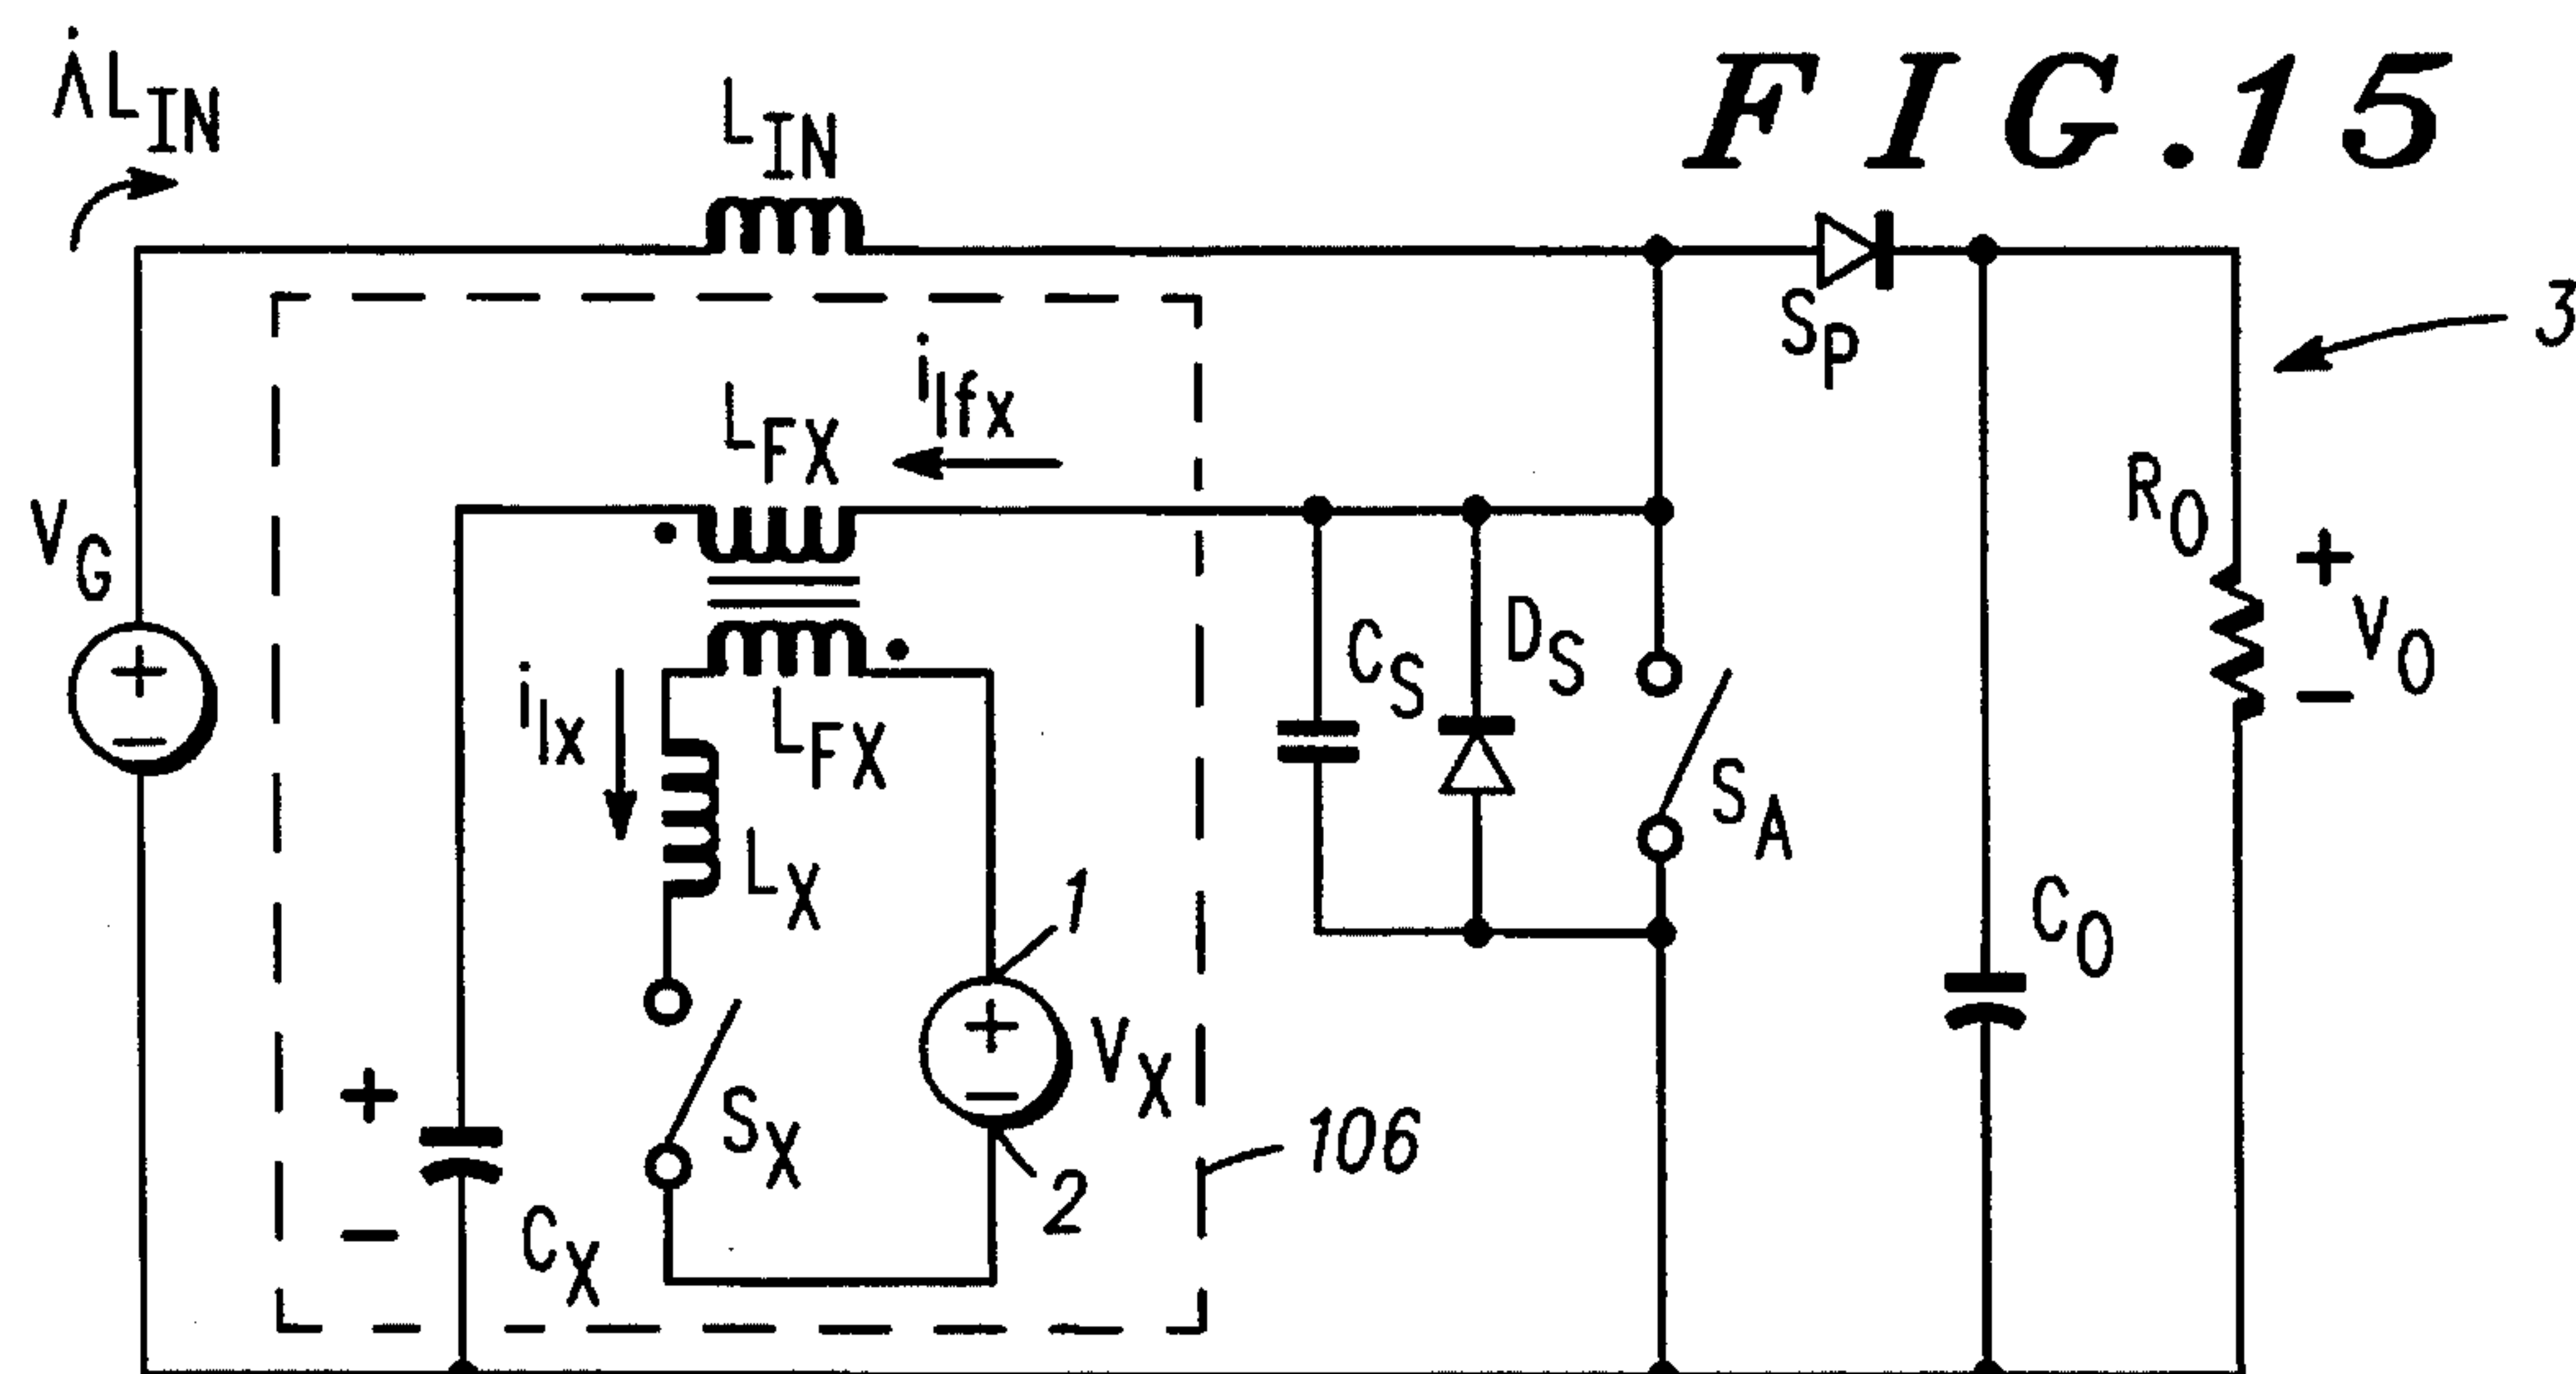 FIG.15
i̇L_IN
L_IN
S_P
3
i_lfx
L_FX
V_G
R_O
+
V_O
−
C_S
D_S
S_A
i_lx
L_FX
L_X
1
C_O
+
−
V_X
S_X
106
2
+
−
C_X
+
−